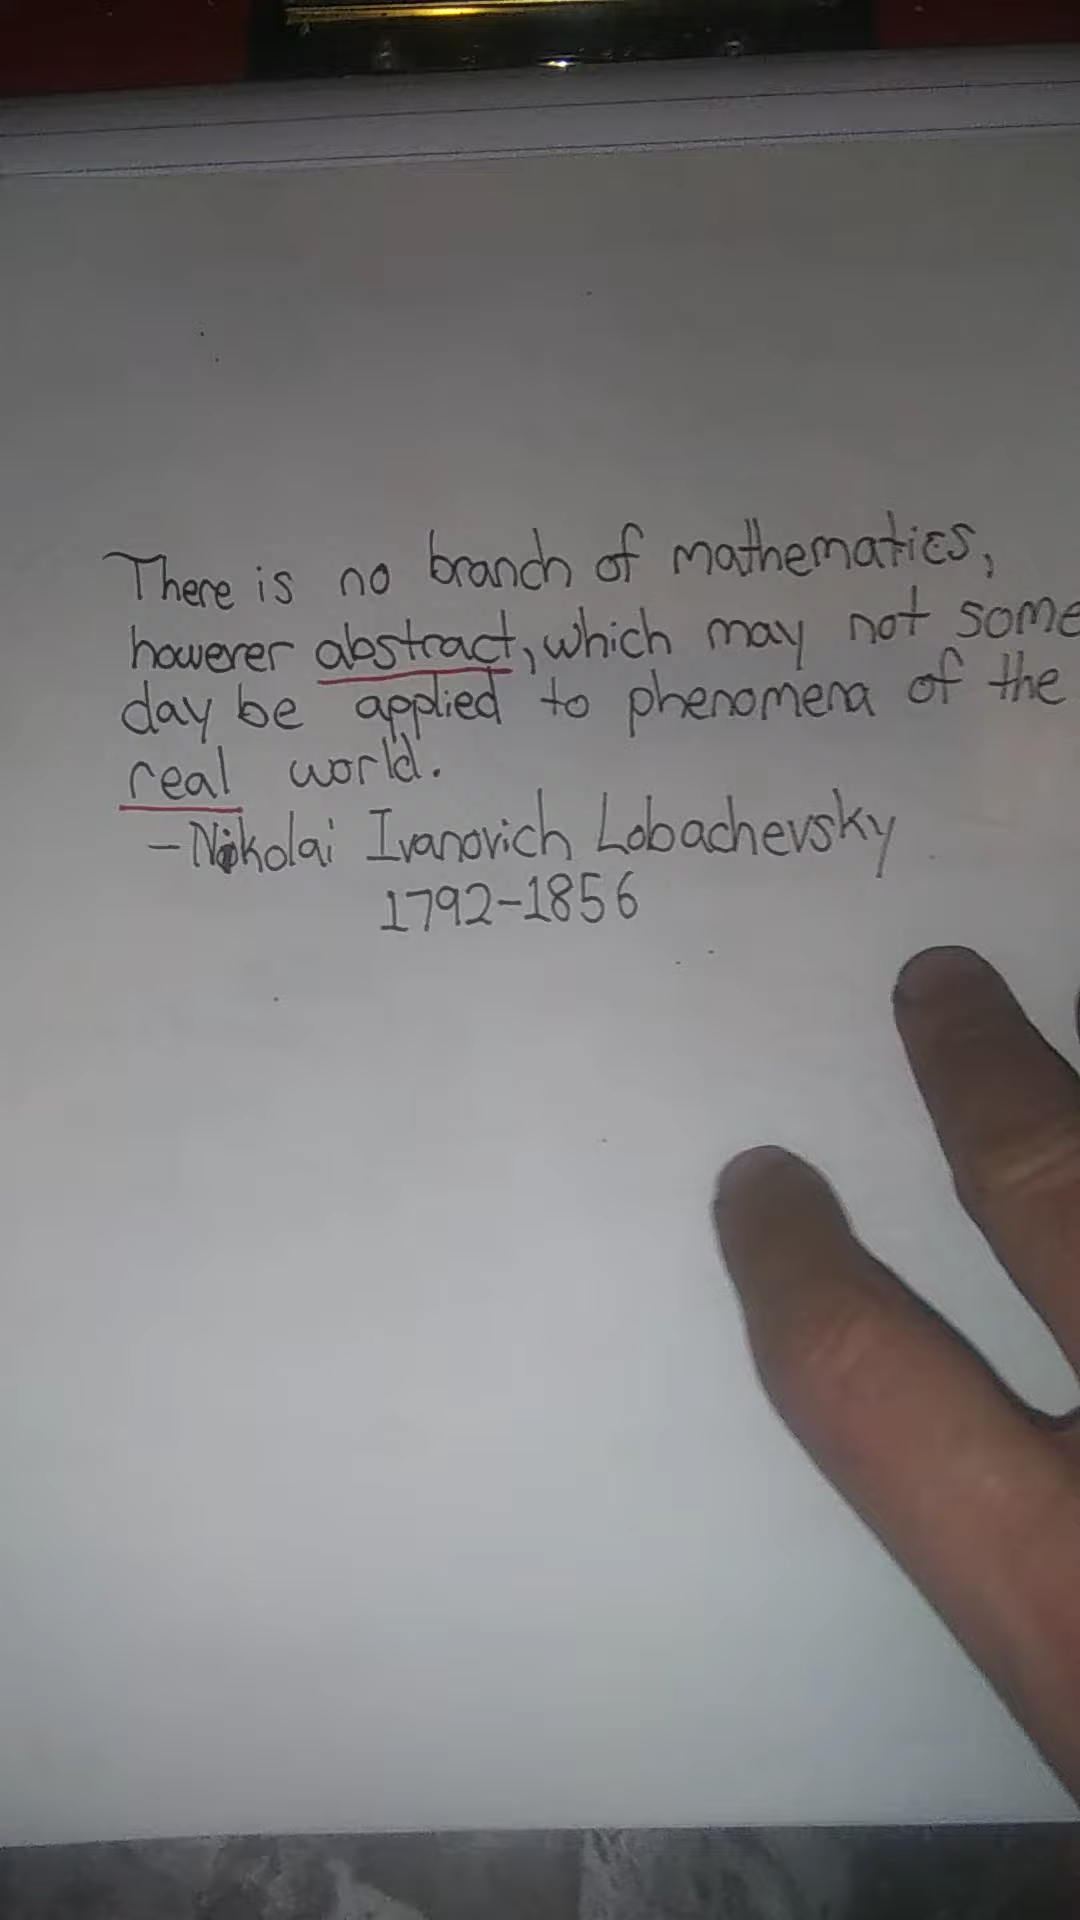 There is no branch of mathematics,
however abstract, which may not some
day be applied to phenomena of the
real world.
- Nikolai Ivanovich Lobachevsky
1792-1856